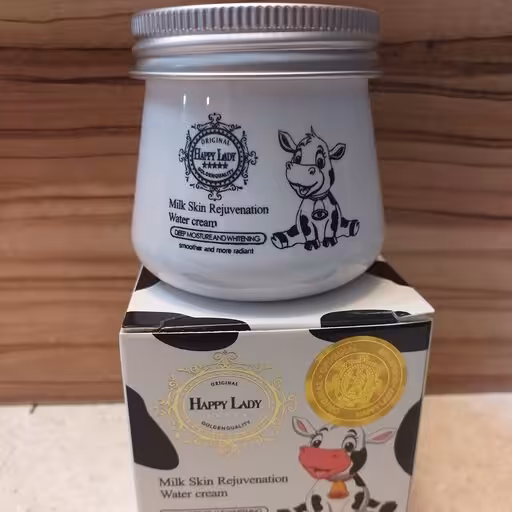 ORIGINAL
HAPPY LADY
GOLDENQUALITY
Milk Skin Rejuvenation
Water cream
DEEP MOISTURE AND WHITENING
smoother and more radiant
ORIGINAL
HAPPY LADY
GOLDENQUALITY
Milk Skin Rejuvenation
Water cream